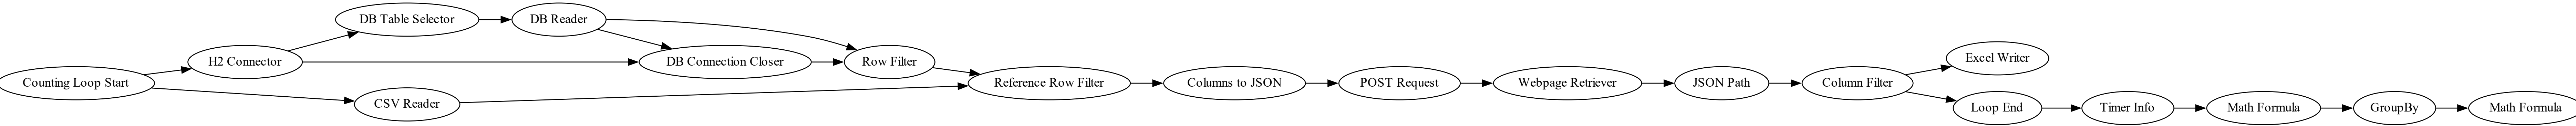 Counting Loop Start
H2 Connector
DB Table Selector
DB Reader
DB Connection Closer
CSV Reader
Row Filter
Reference Row Filter
Columns to JSON
POST Request
Webpage Retriever
JSON Path
Column Filter
Excel Writer
Loop End
Timer Info
Math Formula
GroupBy
Math Formula